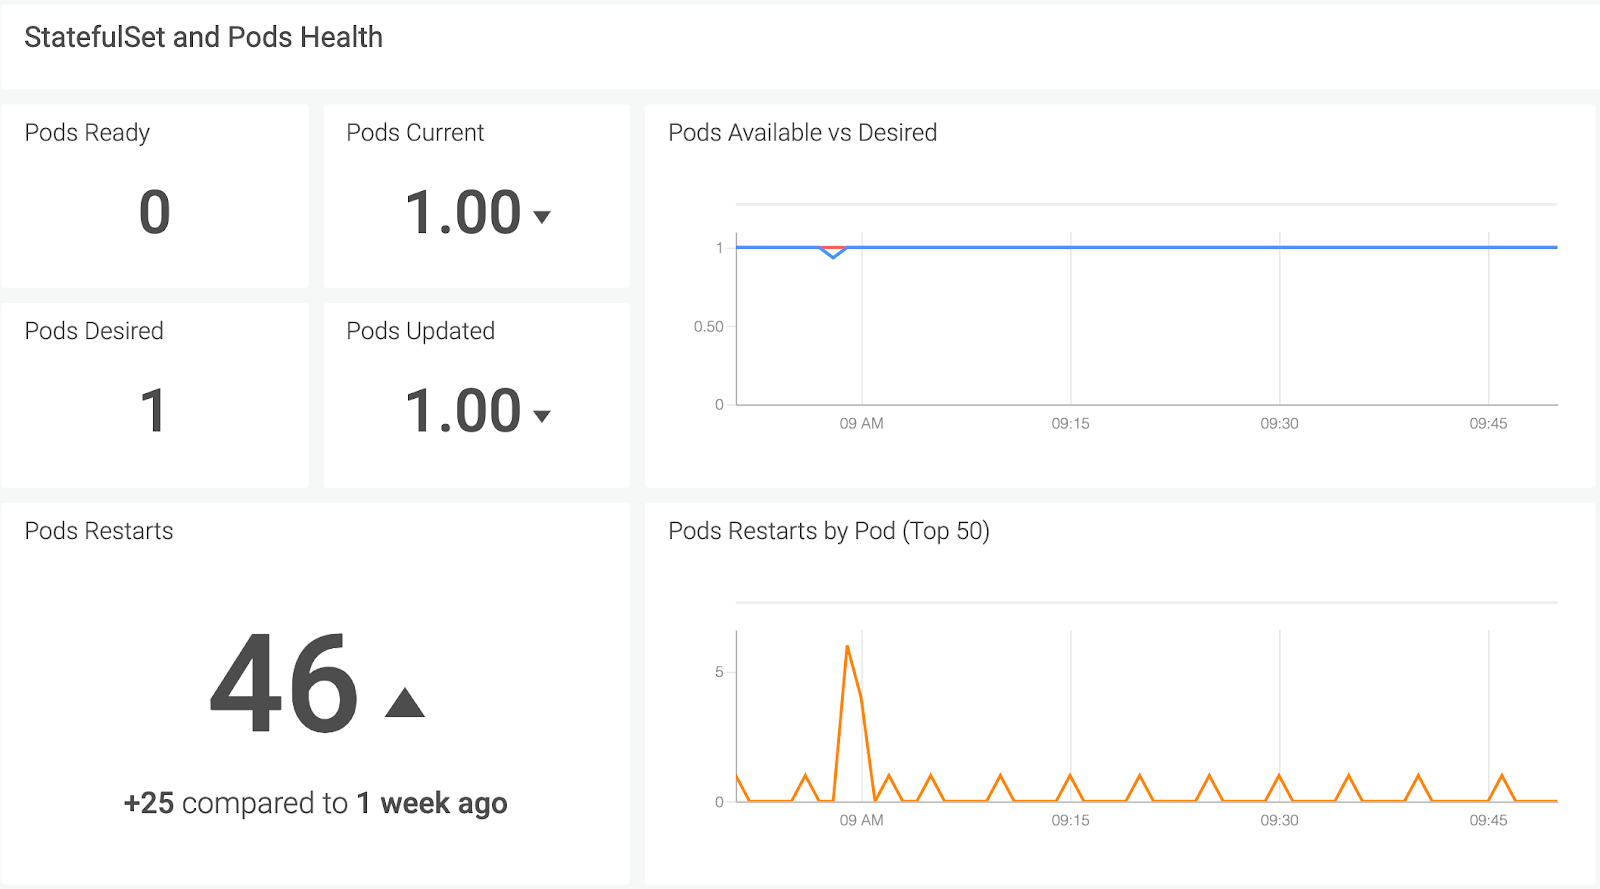 StatefulSet and Pods Health
Pods Ready
0
Pods Current
1.00
Pods Desired
1
Pods Updated
1.00
Pods Available vs Desired
1
0.50
0
09 AM 09:15 09:30 09:45
Pods Restarts
46
+25 compared to 1 week ago
Pods Restarts by Pod (Top 50)
5
0
09 AM 09:15 09:30 09:45